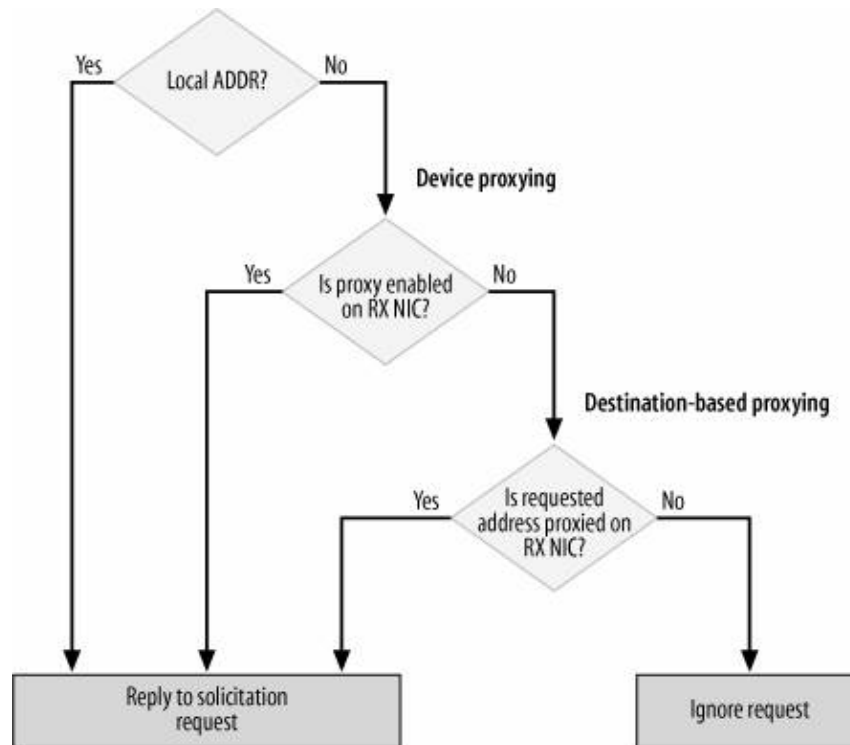 Yes
Local ADDR?
No
Device proxying
Yes
Is proxy enabled
on RX NIC?
No
Destination-based proxying
Yes
Is requested
address proxied on
RX NIC?
No
Reply to solicitation
request
Ignore request